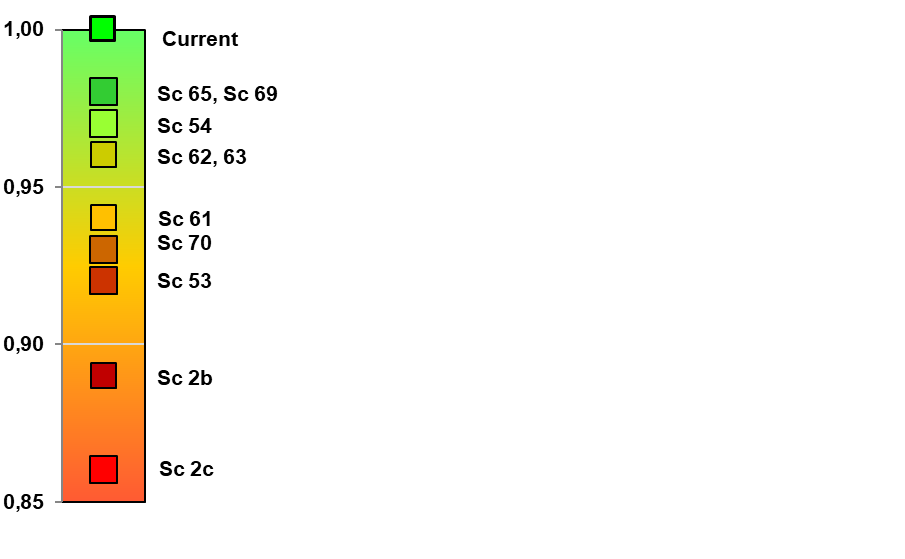 1,00
Current
Sc 65, Sc 69
Sc 54
Sc 62, 63
0,95
Sc 61
Sc 70
Sc 53
0,90
Sc 2b
Sc 2c
0,85